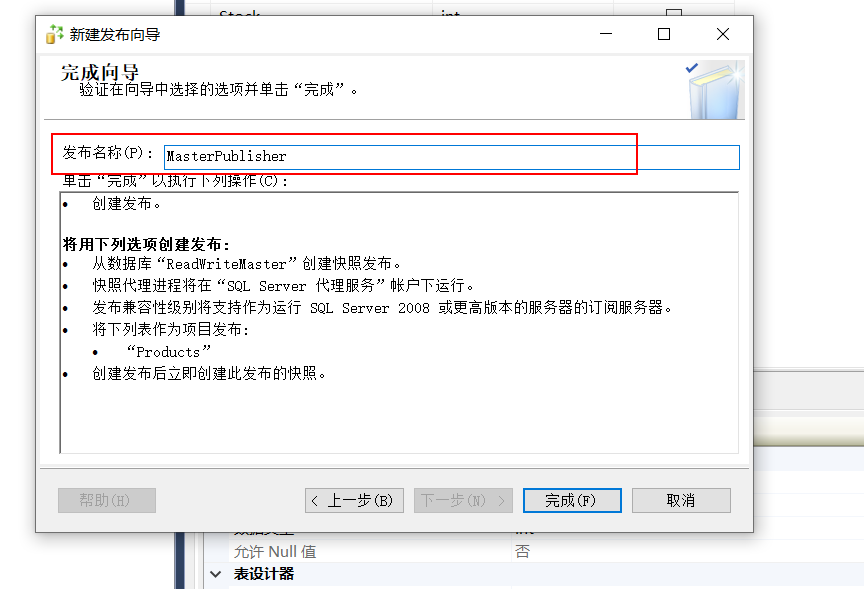 Stock int
新建发布向导
完成向导
验证在向导中选择的选项并单击“完成”。
发布名称(P): MasterPublisher
单击“完成”以执行下列操作(C):
• 创建发布。
将用下列选项创建发布:
• 从数据库“ReadWriteMaster”创建快照发布。
• 快照代理进程将在“SQL Server 代理服务”帐户下运行。
• 发布兼容性级别将支持作为运行 SQL Server 2008 或更高版本的服务器的订阅服务器。
• 将下列表作为项目发布:
• “Products”
• 创建发布后立即创建此发布的快照。
帮助(H) < 上一步(B) 下一步(N) > 完成(F) 取消
数据类型 int
允许 Null 值 否
表设计器